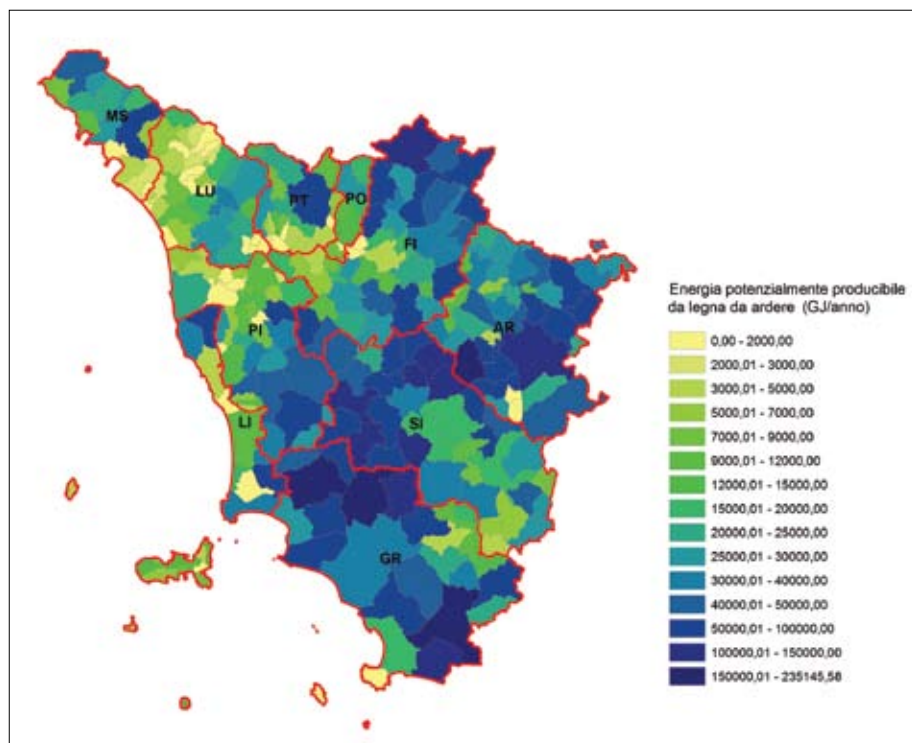 MS
LU
PT
PO
FI
PI
AR
LI
SI
GR
Energia potenzialmente producibile
da legna da ardere (GJ/anno)
0,00 - 2000,00
2000,01 - 3000,00
3000,01 - 5000,00
5000,01 - 7000,00
7000,01 - 9000,00
9000,01 - 12000,00
12000,01 - 15000,00
15000,01 - 20000,00
20000,01 - 25000,00
25000,01 - 30000,00
30000,01 - 40000,00
40000,01 - 50000,00
50000,01 - 100000,00
100000,01 - 150000,00
150000,01 - 235145,58